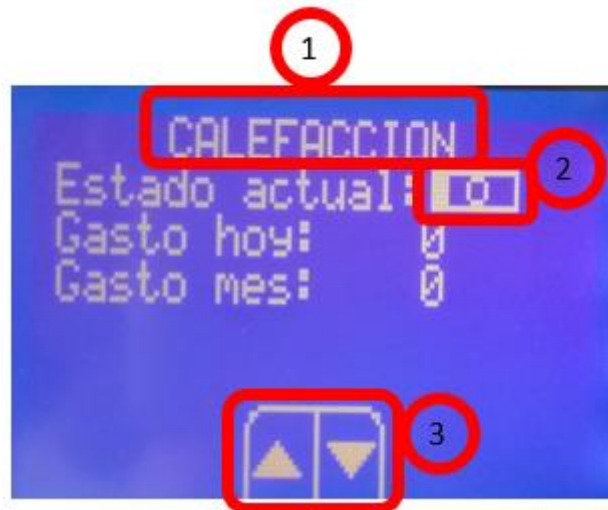 1
CALEFACCION
Estado actual: O
2
Gasto hoy: 0
Gasto mes: 0
3